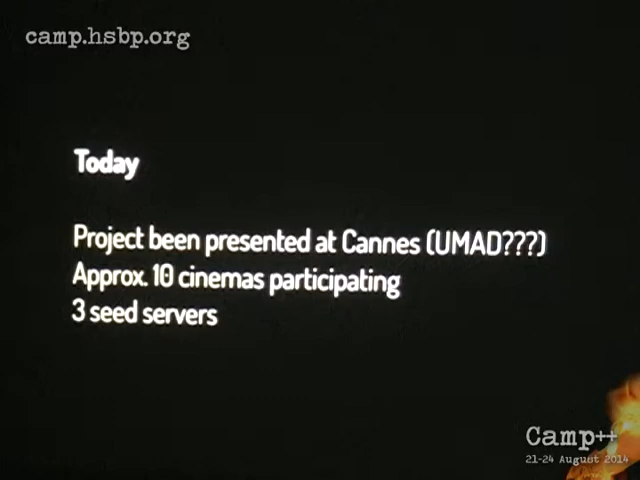 camp.hsbp.org
Today
Project been presented at Cannes (UMAD???)
Approx. 10 cinemas participating
3 seed servers
Camp++
21-24 August 2014